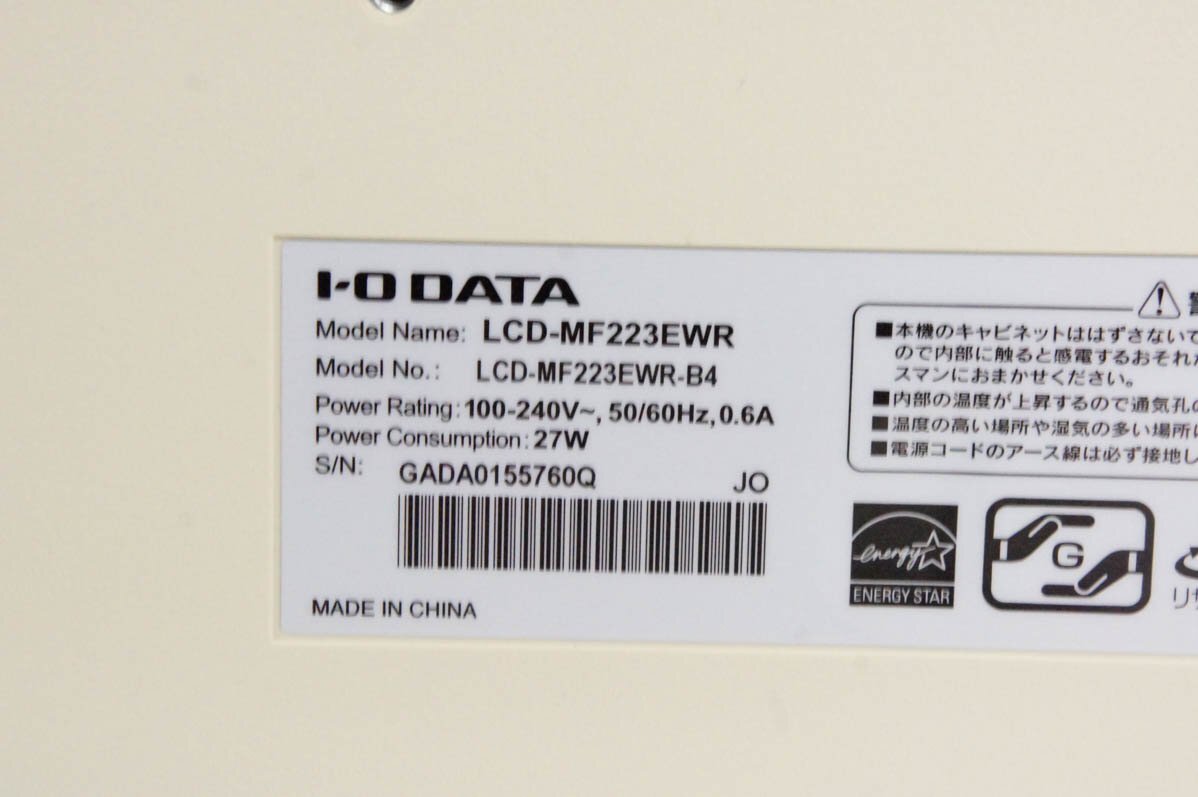 I-O DATA
Model Name: LCD-MF223EWR
Model No.: LCD-MF223EWR-B4
Power Rating: 100-240V~, 50/60Hz, 0.6A
Power Consumption: 27W
S/N: GADA0155760Q JO
MADE IN CHINA
■本機のキャビネットははずさないで
ので内部に触ると感電するおそれ
スマンにおまかせください。
■内部の温度が上昇するので通気孔の
■温度の高い場所や湿気の多い場所に
■電源コードのアース線は必ず接地し
energy
ENERGY STAR
G
リサ